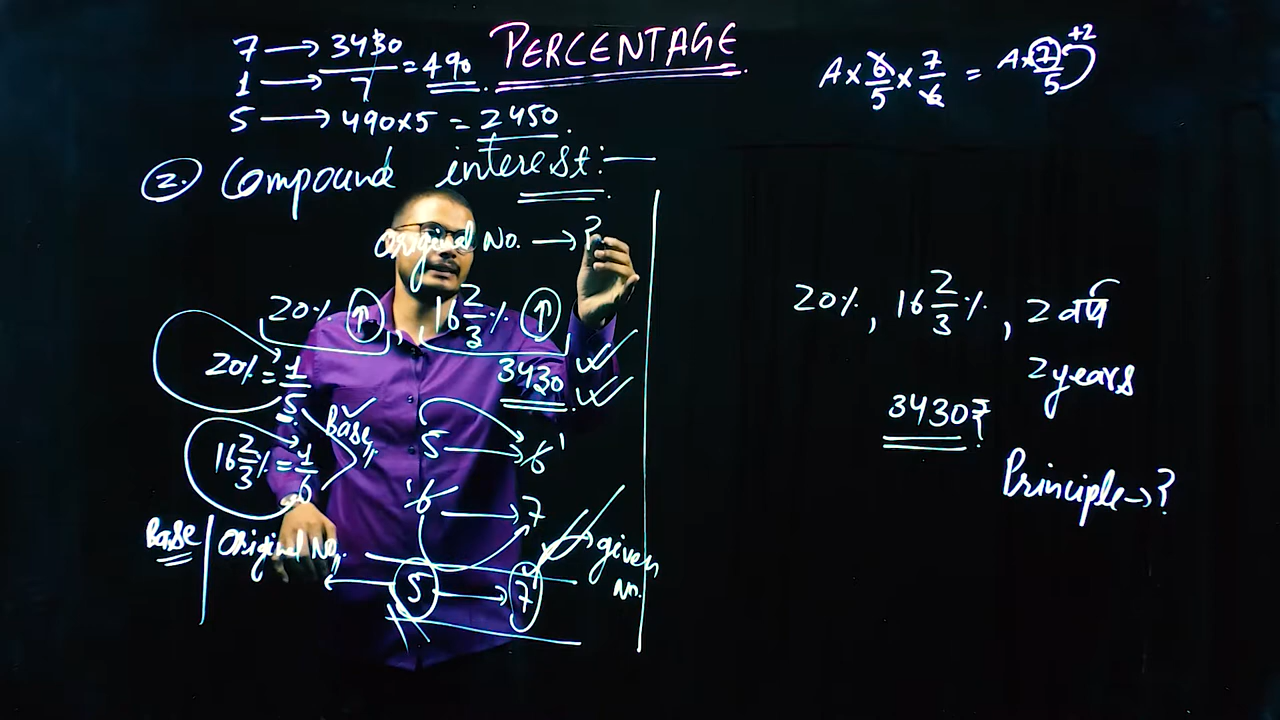 PERCENTAGE
7 → 3430
1 → 7 = 490
5 → 490×5 = 2450.
A × 6/5 × 7/6 = A × 7/5 +2
2. Compound interest:—
Original No. → ?
20% ↑, 16 2/3 % ↑
3430
20% = 1/5
Base
16 2/3 % = 1/6
5 → 6 1
1 6 → 7
Base | Original No.
5 → 7
given no.
20%, 16 2/3 %, 2 वर्ष
2 years
3430₹
Principle → ?